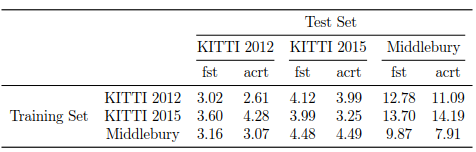 Test Set
KITTI 2012 KITTI 2015 Middlebury
fst acrt fst acrt fst acrt
KITTI 2012 3.02 2.61 4.12 3.99 12.78 11.09
Training Set KITTI 2015 3.60 4.28 3.99 3.25 13.70 14.19
Middlebury 3.16 3.07 4.48 4.49 9.87 7.91